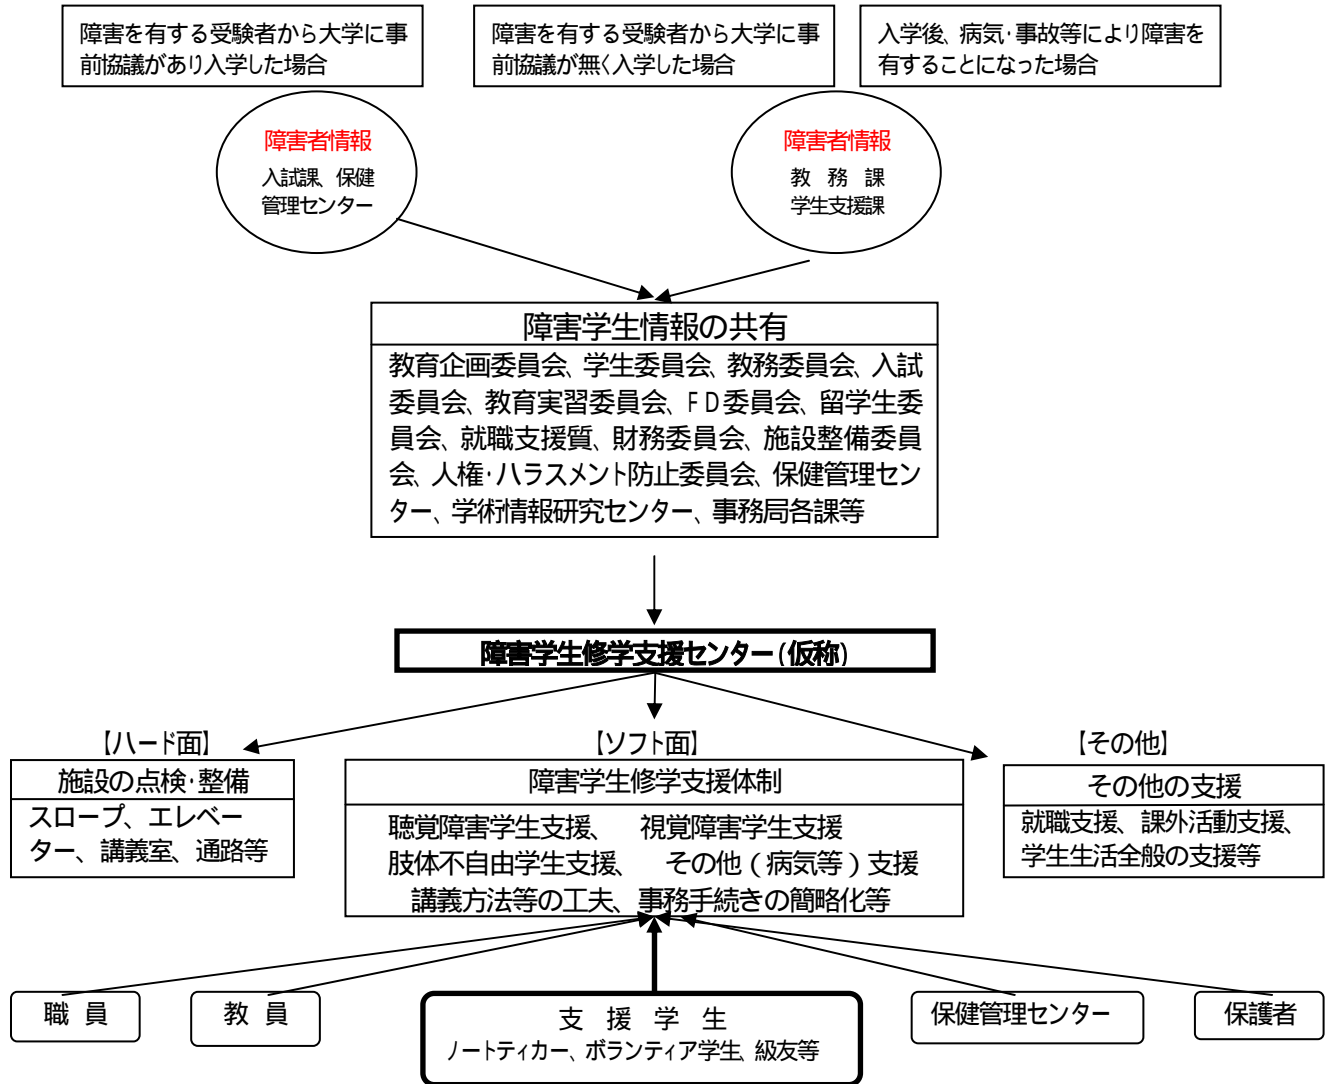 障害を有する受験者から大学に事
前協議があり入学した場合
障害を有する受験者から大学に事
前協議が無く入学した場合
入学後、病気・事故等により障害を
有することになった場合
障害者情報
入試課、保健
管理センター
障害者情報
教 務 課
学生支援課
障害学生情報の共有
教育企画委員会、学生委員会、教務委員会、入試
委員会、教育実習委員会、FD委員会、留学生委
員会、就職支援質、財務委員会、施設整備委員
会、人権・ハラスメント防止委員会、保健管理セン
ター、学術情報研究センター、事務局各課等
障害学生修学支援センター(仮称)
【ハード面】
施設の点検・整備
スロープ、エレベー
ター、講義室、通路等
【ソフト面】
障害学生修学支援体制
聴覚障害学生支援、 視覚障害学生支援
肢体不自由学生支援、 その他(病気等)支援
講義方法等の工夫、事務手続きの簡略化等
【その他】
その他の支援
就職支援、課外活動支援、
学生生活全般の支援等
職 員
教 員
支 援 学 生
ノートティカー、ボランティア学生、級友等
保健管理センター
保護者